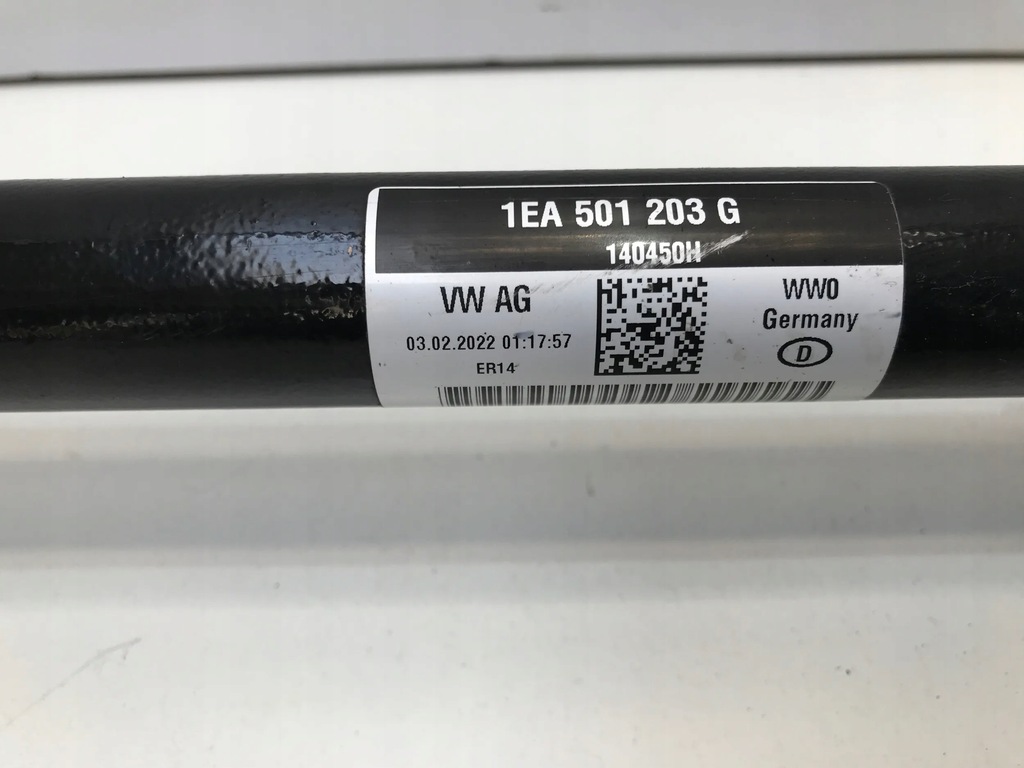 1EA 501 203 G
140450H
VW AG
03.02.2022 01:17:57
ER14
WW0
Germany
D